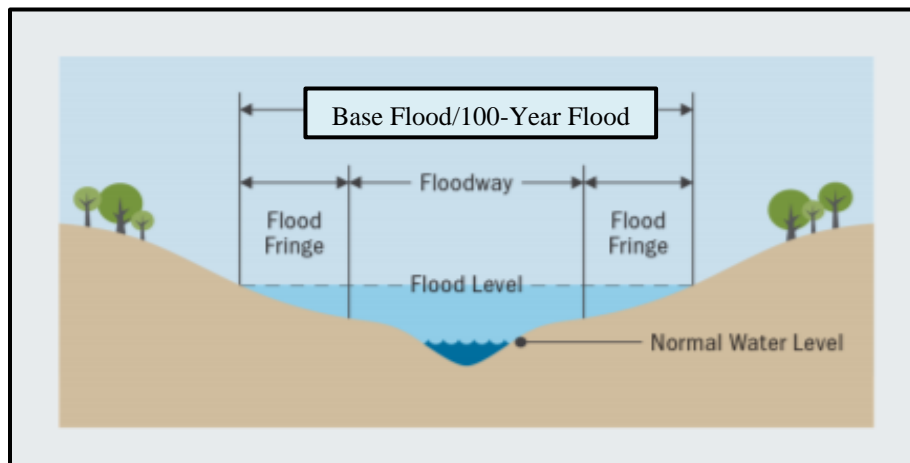 Base Flood/100-Year Flood
Floodway
Flood
Fringe
Flood
Fringe
Flood Level
Normal Water Level